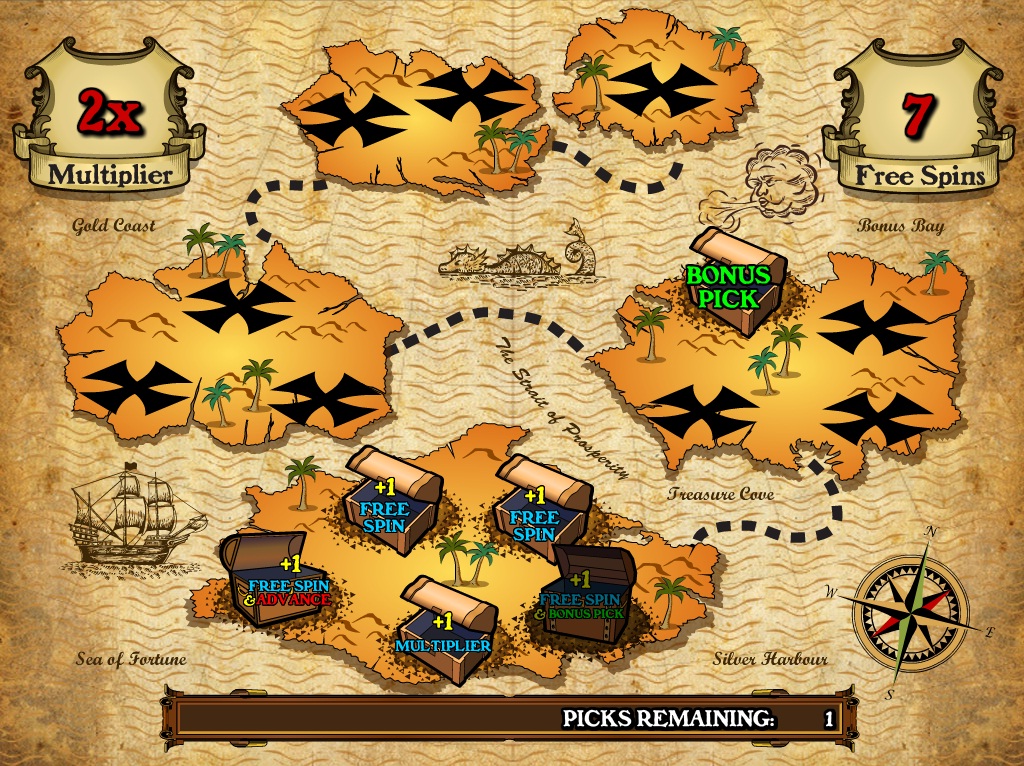 2x
Multiplier
7
Free Spins
Gold Coast
Bonus Bay
BONUS
PICK
The Strait of Prosperity
Treasure Cove
+1
FREE
SPIN
+1
FREE
SPIN
+1
FREE SPIN
& ADVANCE
+1
FREE SPIN
& BONUS PICK
+1
MULTIPLIER
N
W
E
S
Sea of Fortune
Silver Harbour
PICKS REMAINING: 1